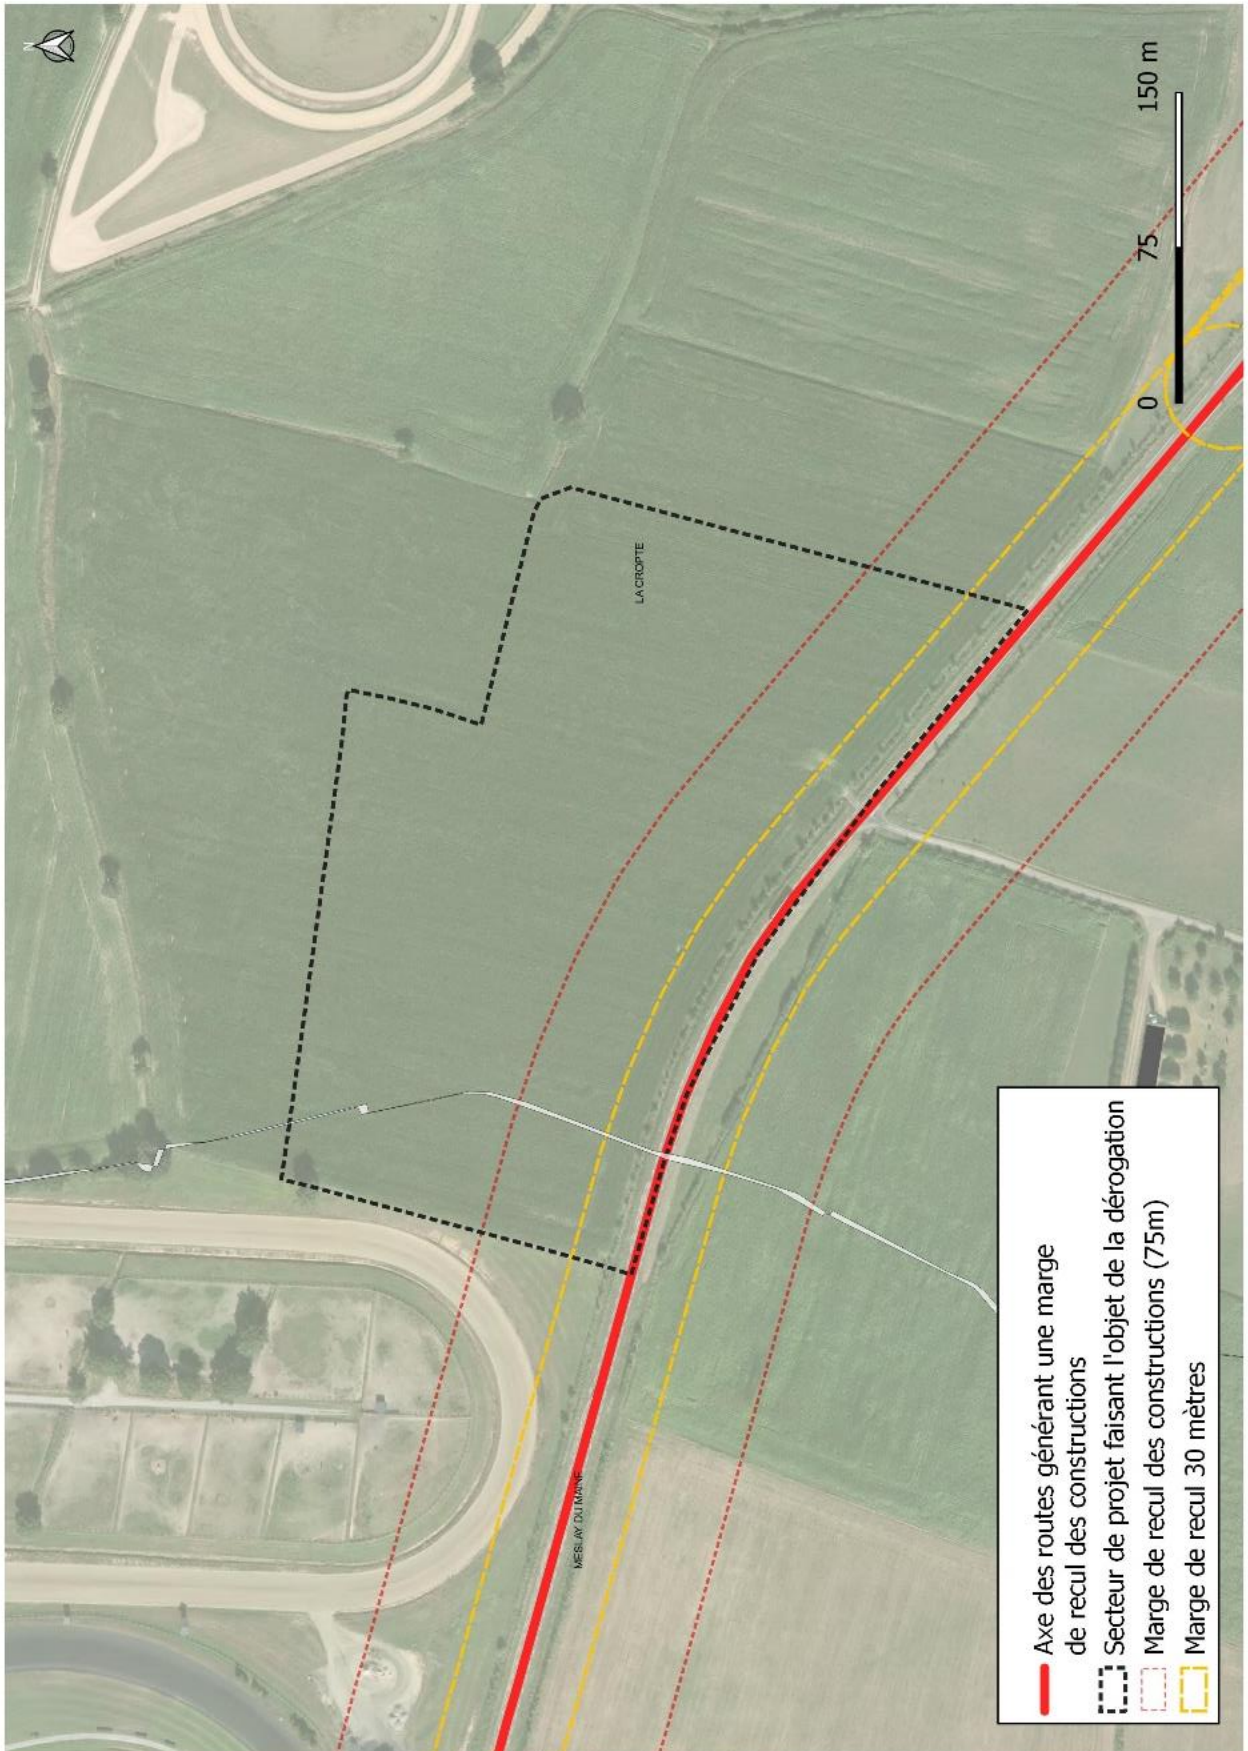 N
LA CROPTE
MESLAY DU MAINE
0 75 150 m
Axe des routes générant une marge
de recul des constructions
Secteur de projet faisant l'objet de la dérogation
Marge de recul des constructions (75m)
Marge de recul 30 mètres